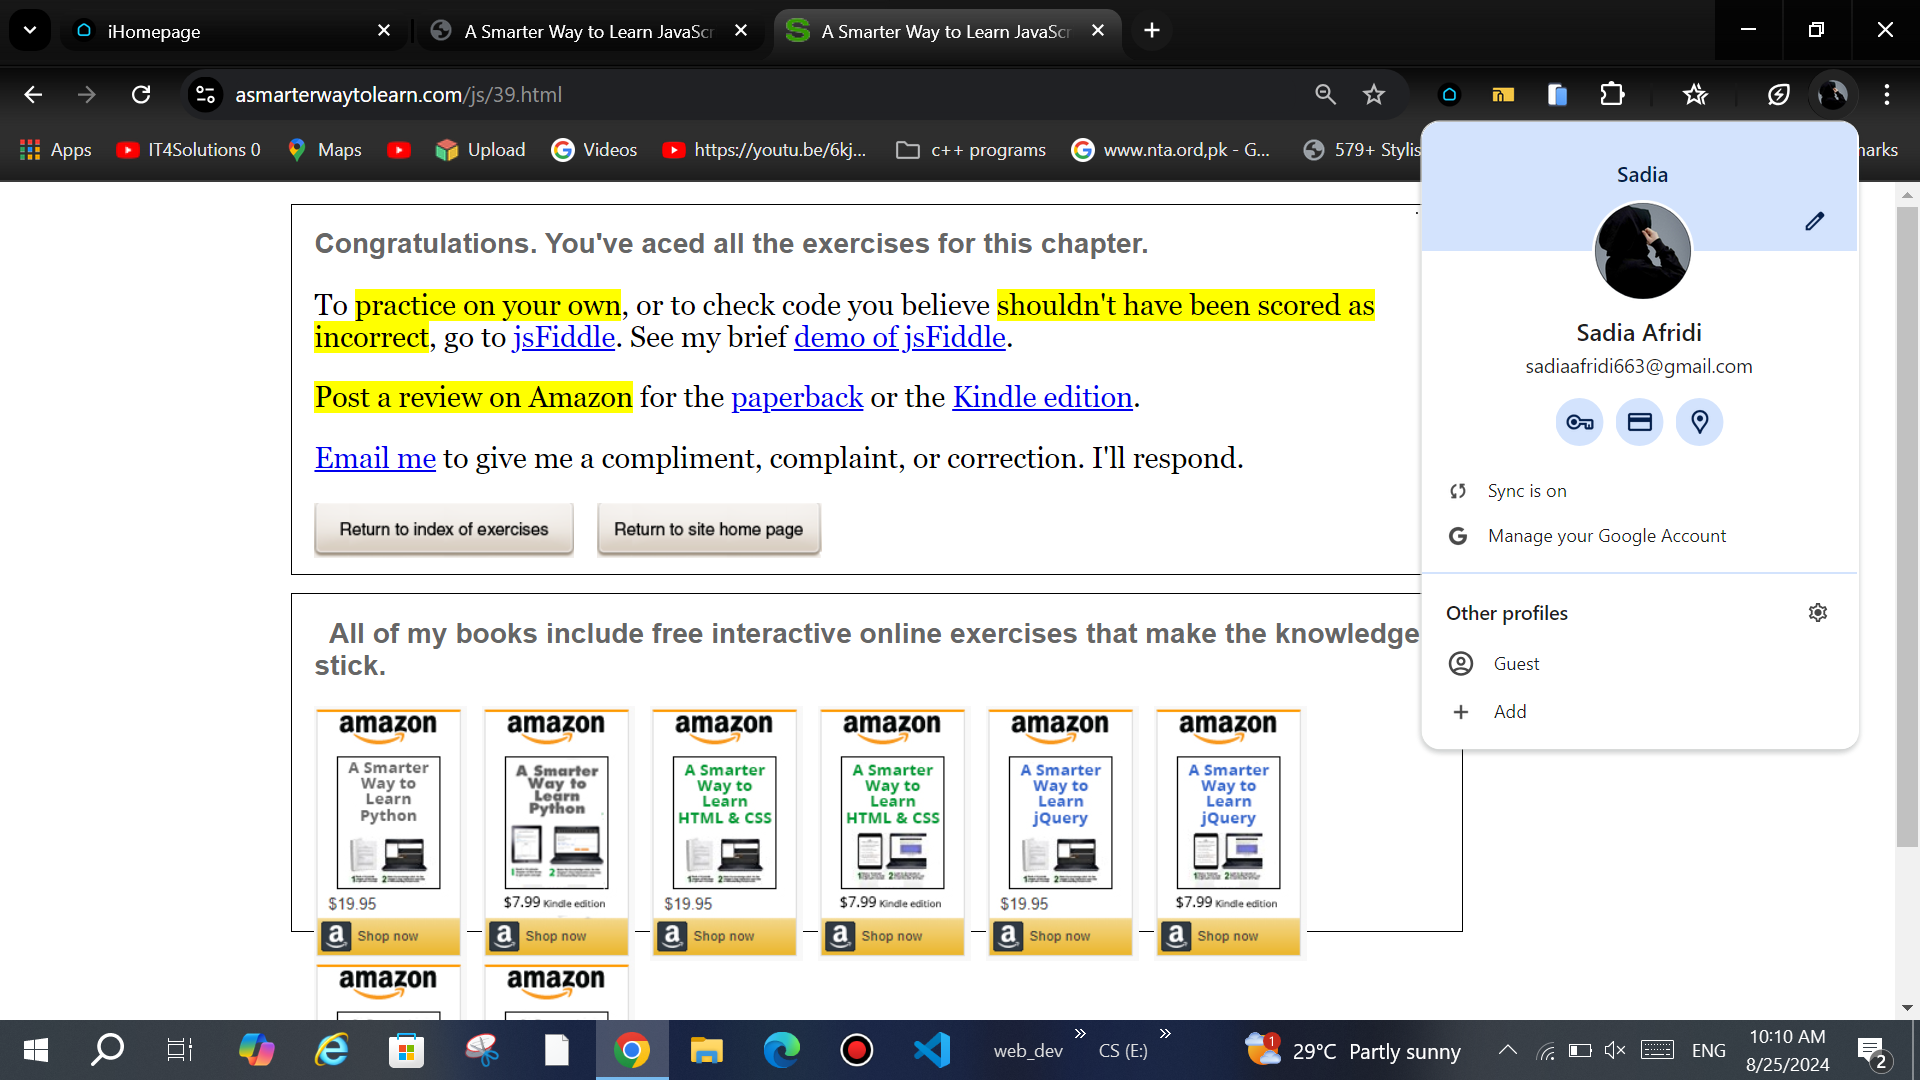 iHomepage
A Smarter Way to Learn JavaScr
A Smarter Way to Learn JavaScr
asmarterwaytolearn.com/js/39.html
Apps
IT4Solutions 0
Maps
Upload
Videos
https://youtu.be/6kj...
c++ programs
www.nta.ord,pk - G...
579+ Stylis
narks
Congratulations. You've aced all the exercises for this chapter.
To practice on your own, or to check code you believe shouldn't have been scored as
incorrect, go to jsFiddle. See my brief demo of jsFiddle.
Post a review on Amazon for the paperback or the Kindle edition.
Email me to give me a compliment, complaint, or correction. I'll respond.
Return to index of exercises
Return to site home page
Sadia
Sadia Afridi
sadiaafridi663@gmail.com
Sync is on
Manage your Google Account
Other profiles
Guest
Add
All of my books include free interactive online exercises that make the knowledge
stick.
amazon
A Smarter
Way to
Learn
Python
$19.95
Shop now
amazon
A Smarter
Way to
Learn
Python
$7.99 Kindle edition
Shop now
amazon
A Smarter
Way to
Learn
HTML & CSS
$19.95
Shop now
amazon
A Smarter
Way to
Learn
HTML & CSS
$7.99 Kindle edition
Shop now
amazon
A Smarter
Way to
Learn
jQuery
$19.95
Shop now
amazon
A Smarter
Way to
Learn
jQuery
$7.99 Kindle edition
Shop now
amazon
amazon
web_dev
CS (E:)
1
29°C Partly sunny
ENG
10:10 AM
8/25/2024
2